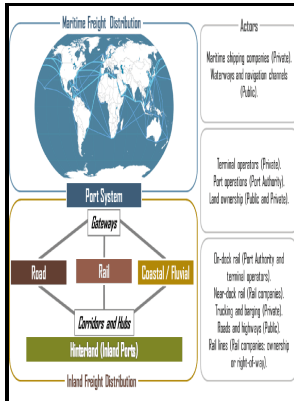 Maritime Freight Distribution
Port System
Gateways
Road
Rail
Coastal / Fluvial
Corridors and Hubs
Hinterland (Inland Ports)
Inland Freight Distribution
Actors
Maritime shipping companies (Private).
Waterways and navigation channels
(Public).
Terminal operators (Private).
Port operations (Port Authority).
Land ownership (Public and Private).
On-dock rail (Port Authority and
terminal operators).
Near-dock rail (Rail companies).
Trucking and barging (Private).
Roads and highways (Public).
Rail lines (Rail companies; ownership
or right-of-way).